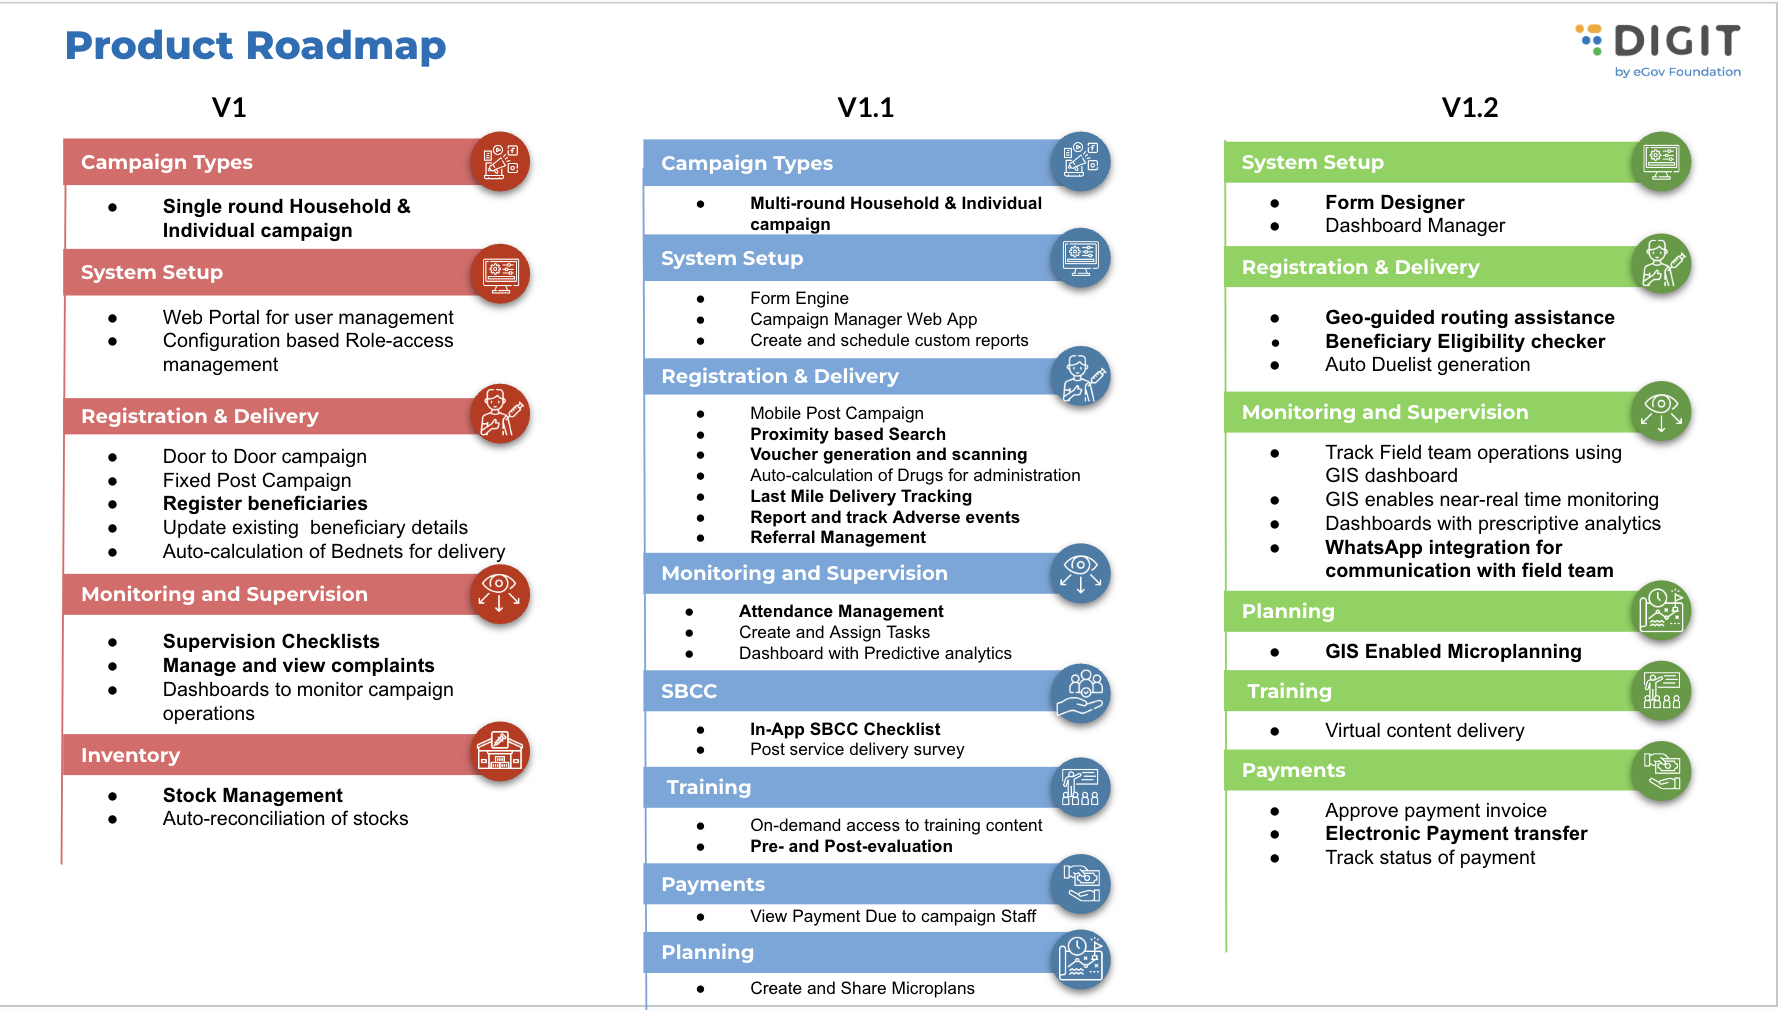 Product Roadmap
DIGIT
by eGov Foundation
V1
Campaign Types
● Single round Household &
Individual campaign
System Setup
● Web Portal for user management
● Configuration based Role-access
management
Registration & Delivery
● Door to Door campaign
● Fixed Post Campaign
● Register beneficiaries
● Update existing  beneficiary details
● Auto-calculation of Bednets for delivery
Monitoring and Supervision
● Supervision Checklists
● Manage and view complaints
● Dashboards to monitor campaign
operations
Inventory
● Stock Management
● Auto-reconciliation of stocks
V1.1
Campaign Types
● Multi-round Household & Individual
campaign
System Setup
● Form Engine
● Campaign Manager Web App
● Create and schedule custom reports
Registration & Delivery
● Mobile Post Campaign
● Proximity based Search
● Voucher generation and scanning
● Auto-calculation of Drugs for administration
● Last Mile Delivery Tracking
● Report and track Adverse events
● Referral Management
Monitoring and Supervision
● Attendance Management
● Create and Assign Tasks
● Dashboard with Predictive analytics
SBCC
● In-App SBCC Checklist
● Post service delivery survey
Training
● On-demand access to training content
● Pre- and Post-evaluation
Payments
● View Payment Due to campaign Staff
Planning
● Create and Share Microplans
V1.2
System Setup
● Form Designer
● Dashboard Manager
Registration & Delivery
● Geo-guided routing assistance
● Beneficiary Eligibility checker
● Auto Duelist generation
Monitoring and Supervision
● Track Field team operations using
GIS dashboard
● GIS enables near-real time monitoring
● Dashboards with prescriptive analytics
● WhatsApp integration for
communication with field team
Planning
● GIS Enabled Microplanning
Training
● Virtual content delivery
Payments
● Approve payment invoice
● Electronic Payment transfer
● Track status of payment